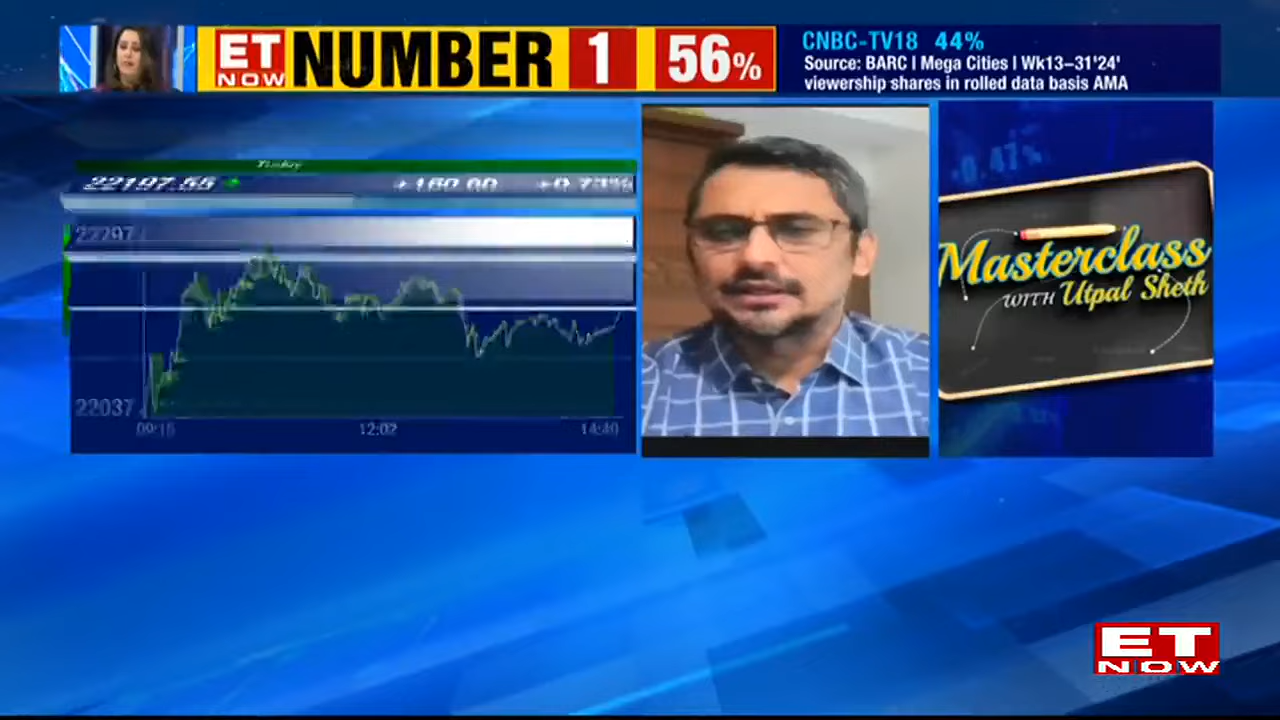 ET NOW
NUMBER 1
56%
CNBC-TV18 44%
Source: BARC | Mega Cities | Wk13-31'24'
viewership shares in rolled data basis AMA
Today
22197.55
+0.73%
22297
22037
09:15
12:02
14:40
-0.47%
Masterclass
WITH Utpal Sheth
ET
NOW